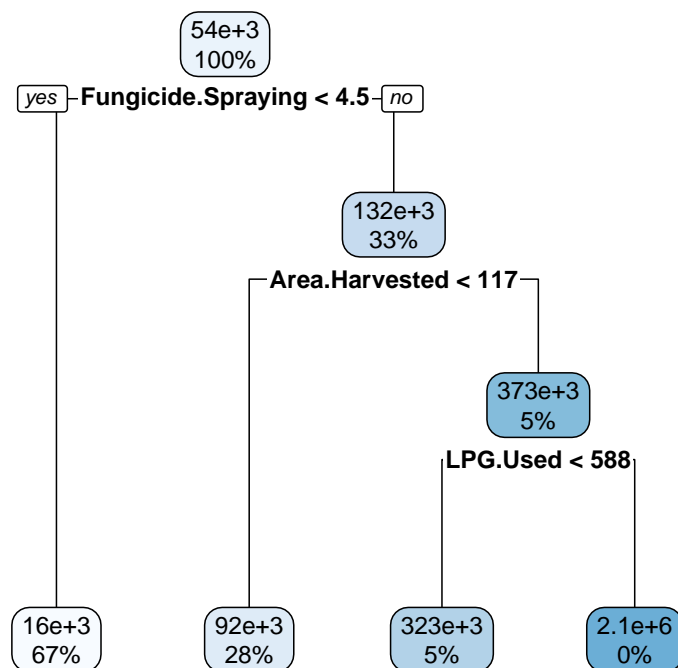 54e+3
100%
yes Fungicide.Spraying < 4.5 no
132e+3
33%
Area.Harvested < 117
373e+3
5%
LPG.Used < 588
16e+3
67%
92e+3
28%
323e+3
5%
2.1e+6
0%